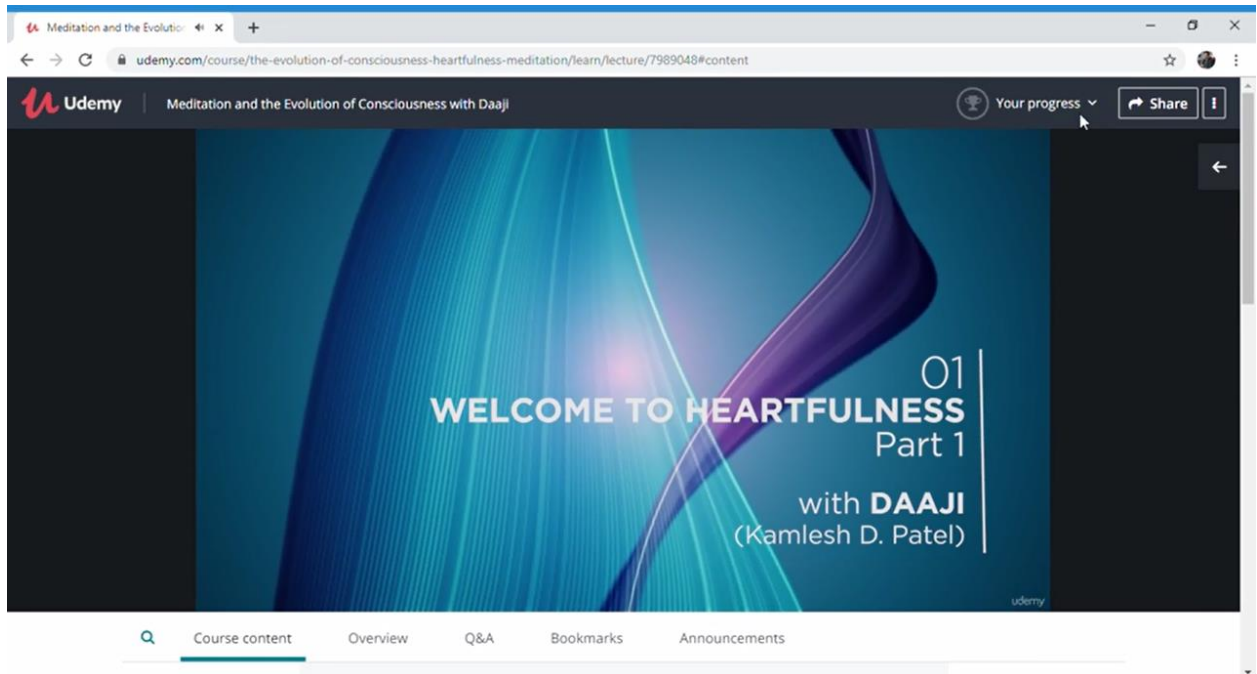 Meditation and the Evolutio
udemy.com/course/the-evolution-of-consciousness-heartfulness-meditation/learn/lecture/7989048#content
Udemy
Meditation and the Evolution of Consciousness with Daaji
Your progress
Share
01
WELCOME TO HEARTFULNESS
Part 1
with DAAJI
(Kamlesh D. Patel)
udemy
Course content
Overview
Q&A
Bookmarks
Announcements